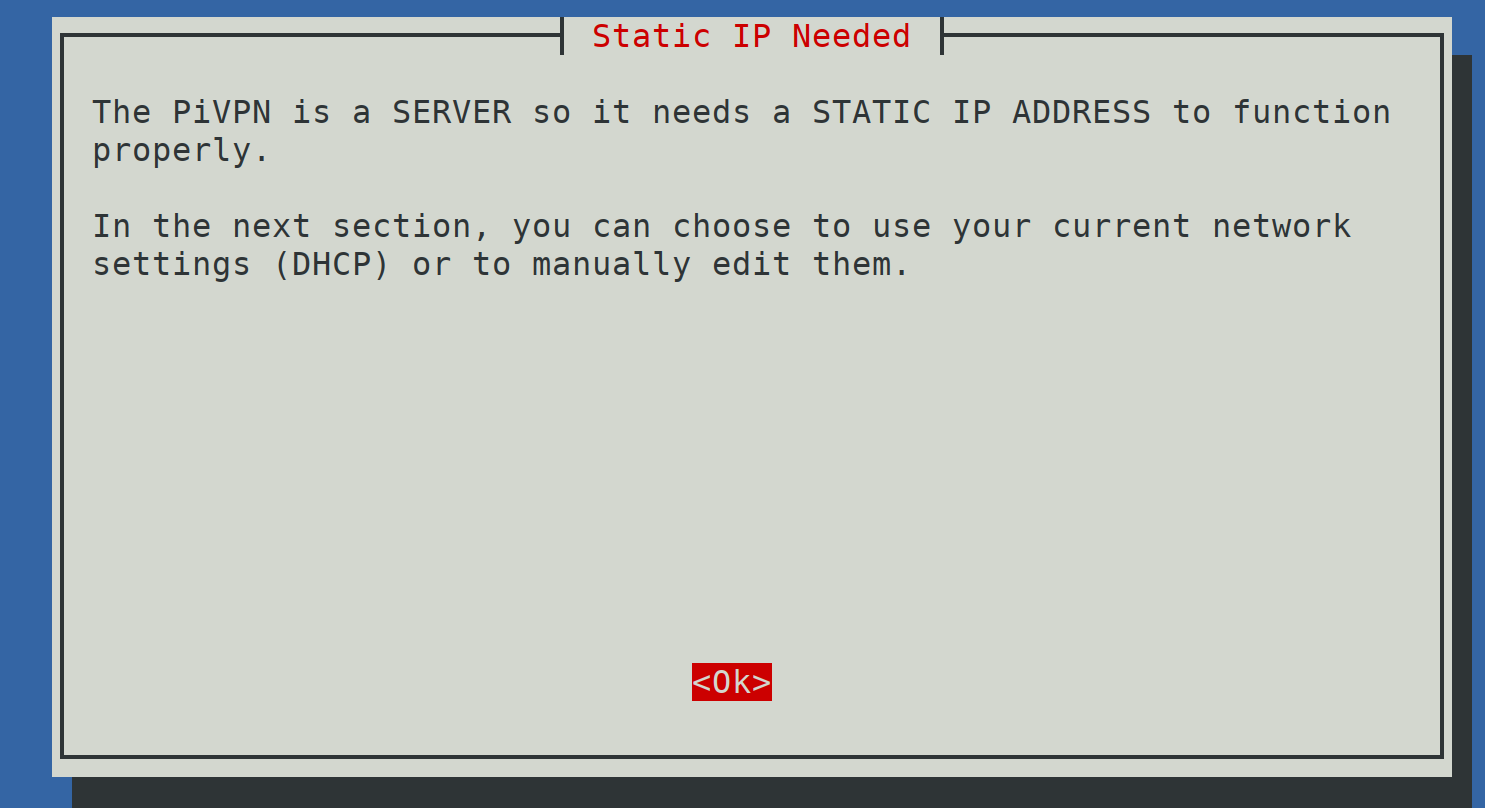 Static IP Needed
The PiVPN is a SERVER so it needs a STATIC IP ADDRESS to function
properly.
In the next section, you can choose to use your current network
settings (DHCP) or to manually edit them.
<Ok>